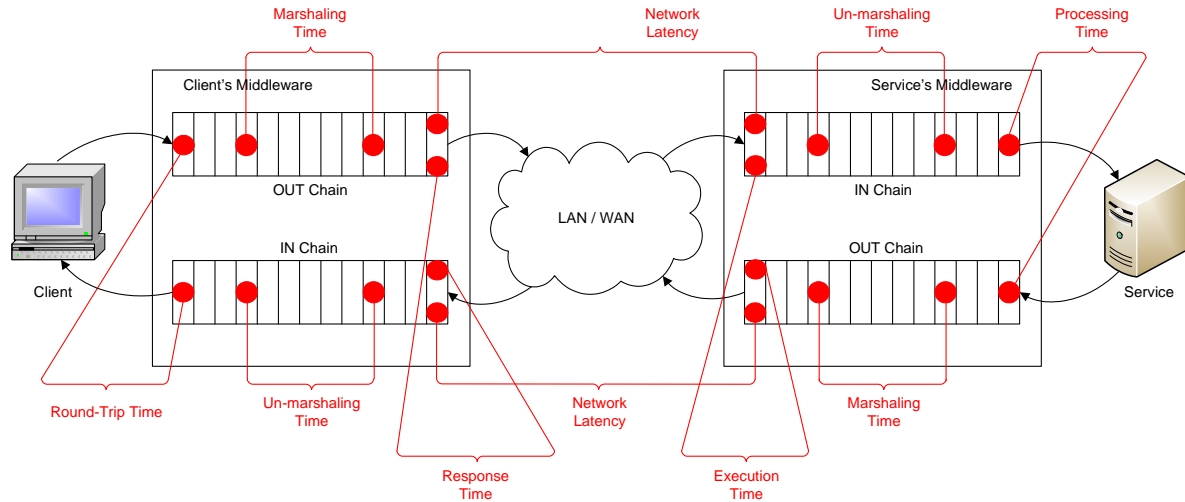 Marshaling
Time
Network
Latency
Un-marshaling
Time
Processing
Time
Client's Middleware
Service's Middleware
OUT Chain
IN Chain
LAN / WAN
IN Chain
OUT Chain
Client
Service
Round-Trip Time
Un-marshaling
Time
Network
Latency
Marshaling
Time
Response
Time
Execution
Time